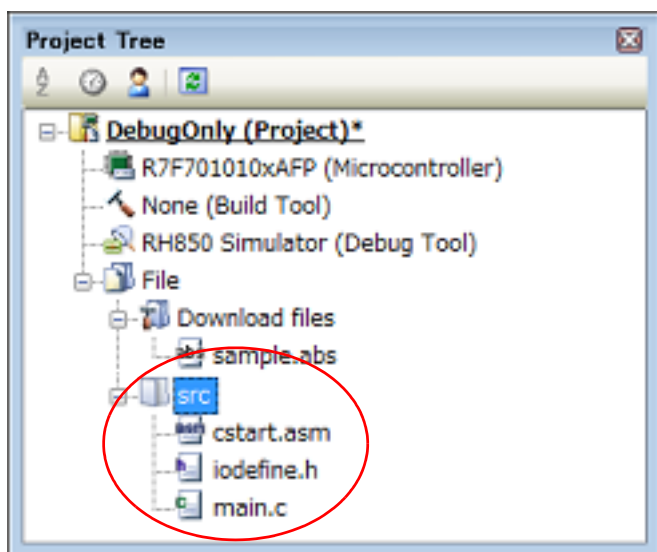 Project Tree
DebugOnly (Project)*
R7F701010xAFP (Microcontroller)
None (Build Tool)
RH850 Simulator (Debug Tool)
File
Download files
sample.abs
src
cstart.asm
iodefine.h
main.c